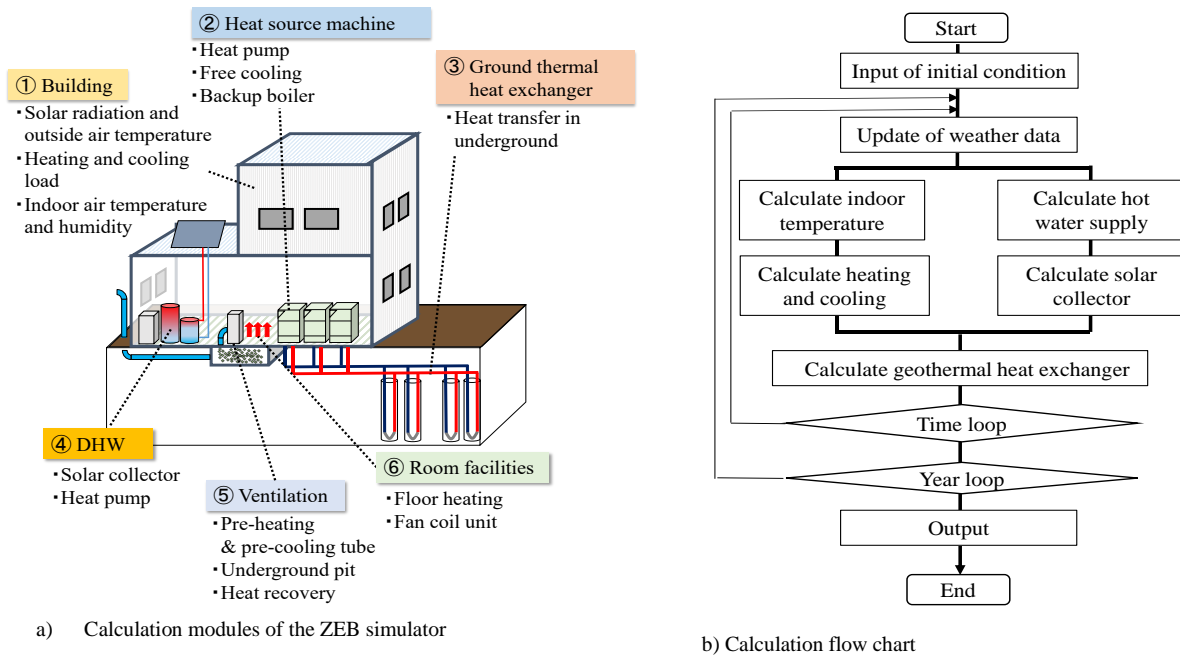 ② Heat source machine
・Heat pump
・Free cooling
・Backup boiler
③ Ground thermal
heat exchanger
・Heat transfer in
underground
① Building
・Solar radiation and
outside air temperature
・Heating and cooling
load
・Indoor air temperature
and humidity
④ DHW
・Solar collector
・Heat pump
⑤ Ventilation
・Pre-heating
& pre-cooling tube
・Underground pit
・Heat recovery
⑥ Room facilities
・Floor heating
・Fan coil unit
a) Calculation modules of the ZEB simulator
Start
Input of initial condition
Update of weather data
Calculate indoor
temperature
Calculate hot
water supply
Calculate heating
and cooling
Calculate solar
collector
Calculate geothermal heat exchanger
Time loop
Year loop
Output
End
b) Calculation flow chart